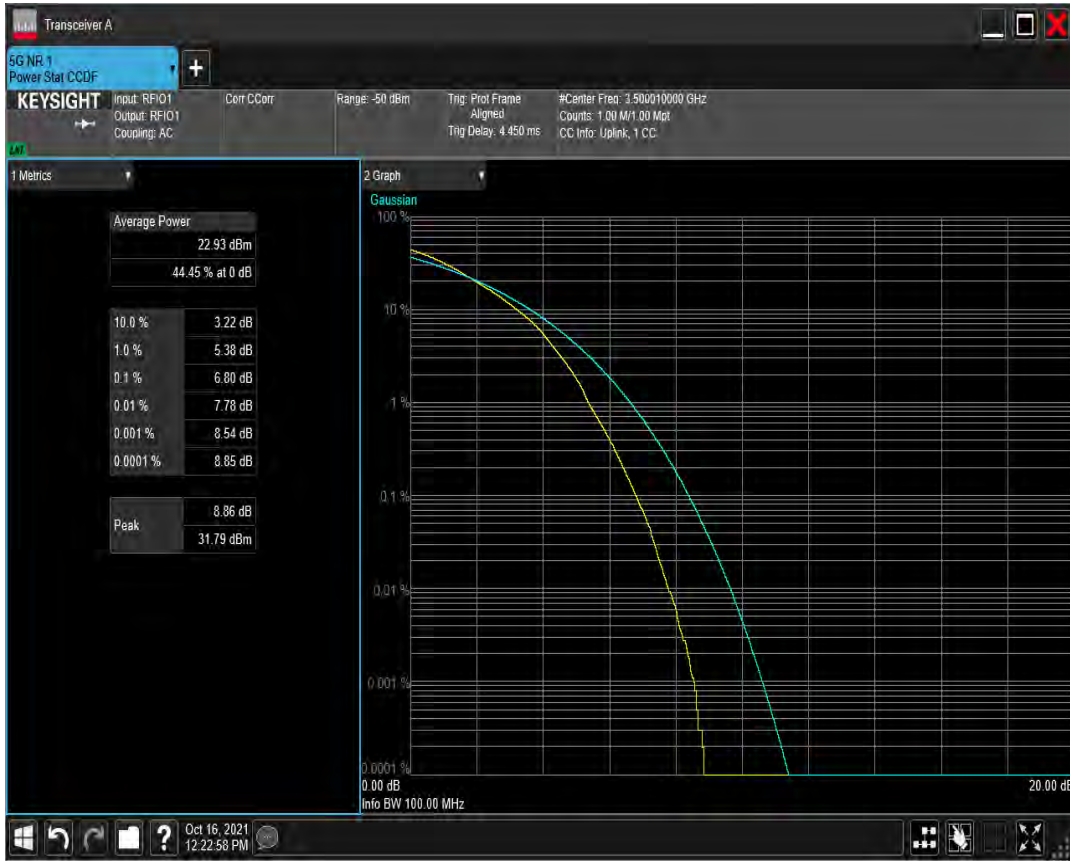 Transceiver A
5G NR 1
Power Stat CCDF
+
KEYSIGHT
Input: RFIO1
Output: RFIO1
Coupling: AC
Corr CCorr
Range: -50 dBm
Trig: Prot Frame
Aligned
Trig Delay: 4.450 ms
#Center Freq: 3.500010000 GHz
Counts: 1.00 M/1.00 Mpt
CC Info: Uplink, 1 CC
1 Metrics
Average Power
22.93 dBm
44.45 % at 0 dB
10.0 % 3.22 dB
1.0 % 5.38 dB
0.1 % 6.80 dB
0.01 % 7.78 dB
0.001 % 8.54 dB
0.0001 % 8.85 dB
Peak 8.86 dB
31.79 dBm
2 Graph
Gaussian
100 %
10 %
1 %
0.1 %
0.01 %
0.001 %
0.0001 %
0.00 dB 20.00 dB
Info BW 100.00 MHz
?
Oct 16, 2021
12:22:58 PM